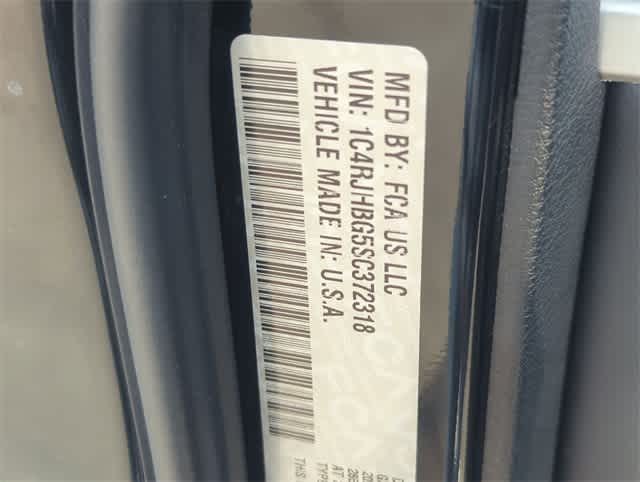 MFD BY: FCA US LLC
VIN: 1C4RJHBG5SC372318
VEHICLE MADE IN: U.S.A.